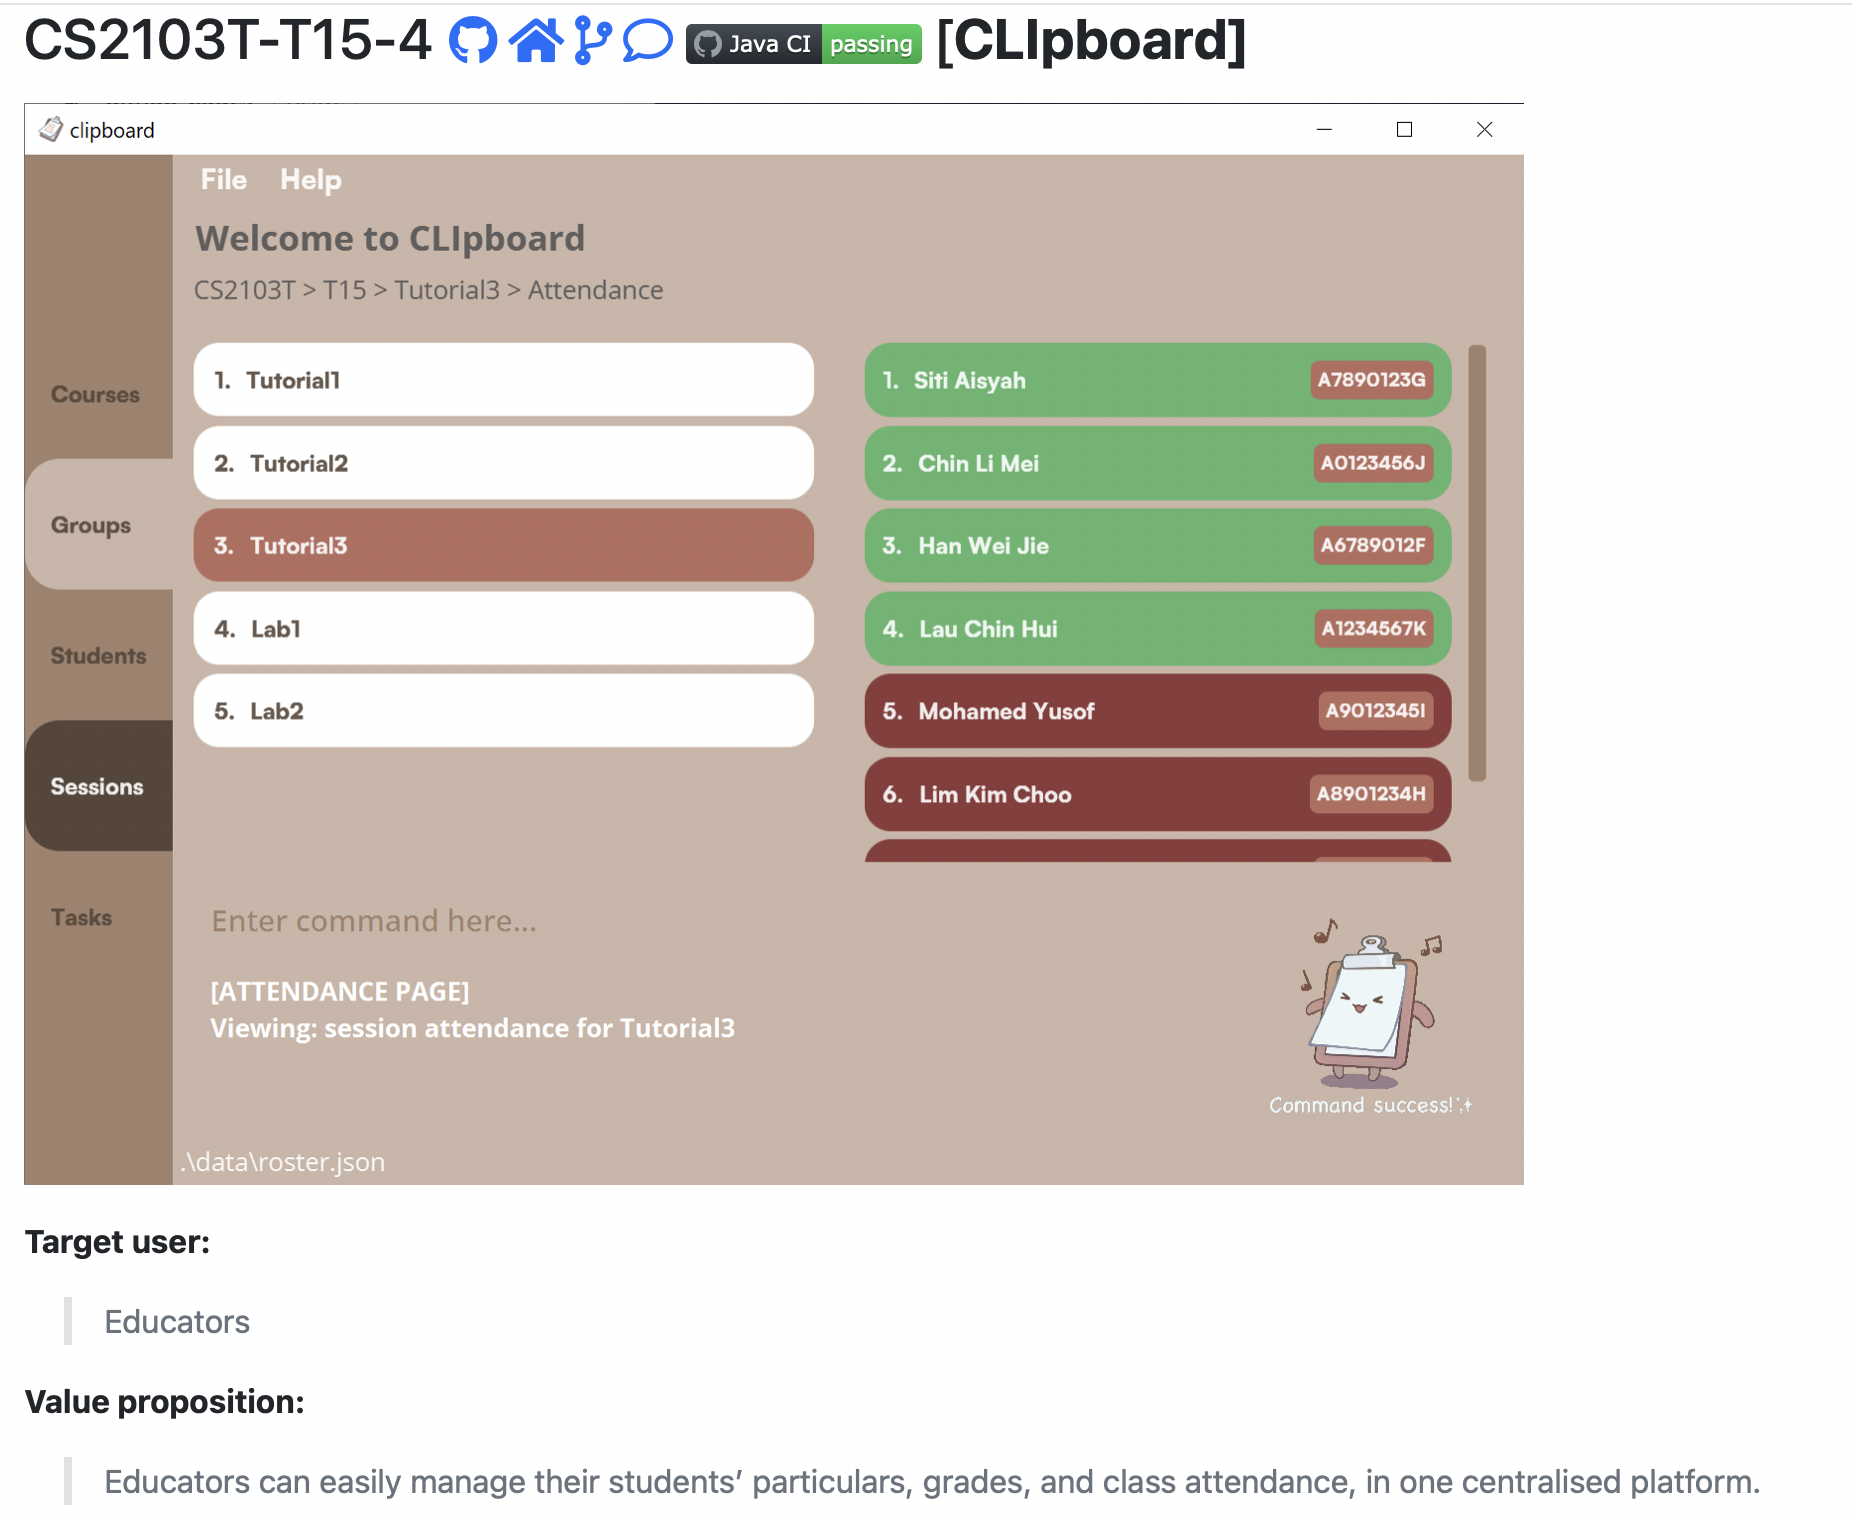 CS2103T-T15-4 Java CI passing [CLIpboard]
clipboard
File Help
Welcome to CLIpboard
CS2103T > T15 > Tutorial3 > Attendance
Courses
Groups
Students
Sessions
Tasks
1. Tutorial1
2. Tutorial2
3. Tutorial3
4. Lab1
5. Lab2
1. Siti Aisyah A7890123G
2. Chin Li Mei A0123456J
3. Han Wei Jie A6789012F
4. Lau Chin Hui A1234567K
5. Mohamed Yusof A9012345I
6. Lim Kim Choo A8901234H
Enter command here...
[ATTENDANCE PAGE]
Viewing: session attendance for Tutorial3
Command success!
.\data\roster.json
Target user:
Educators
Value proposition:
Educators can easily manage their students’ particulars, grades, and class attendance, in one centralised platform.